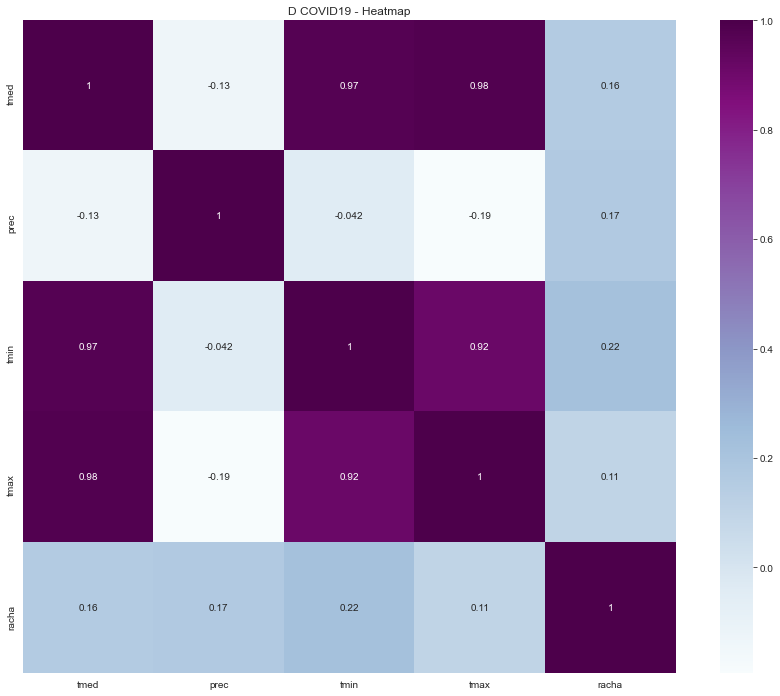 D COVID19 - Heatmap
1.0
tmed
1
-0.13
0.97
0.98
0.16
0.8
prec
-0.13
1
-0.042
-0.19
0.17
0.6
tmin
0.97
-0.042
1
0.92
0.22
0.4
tmax
0.98
-0.19
0.92
1
0.11
0.2
racha
0.16
0.17
0.22
0.11
1
0.0
tmed
prec
tmin
tmax
racha